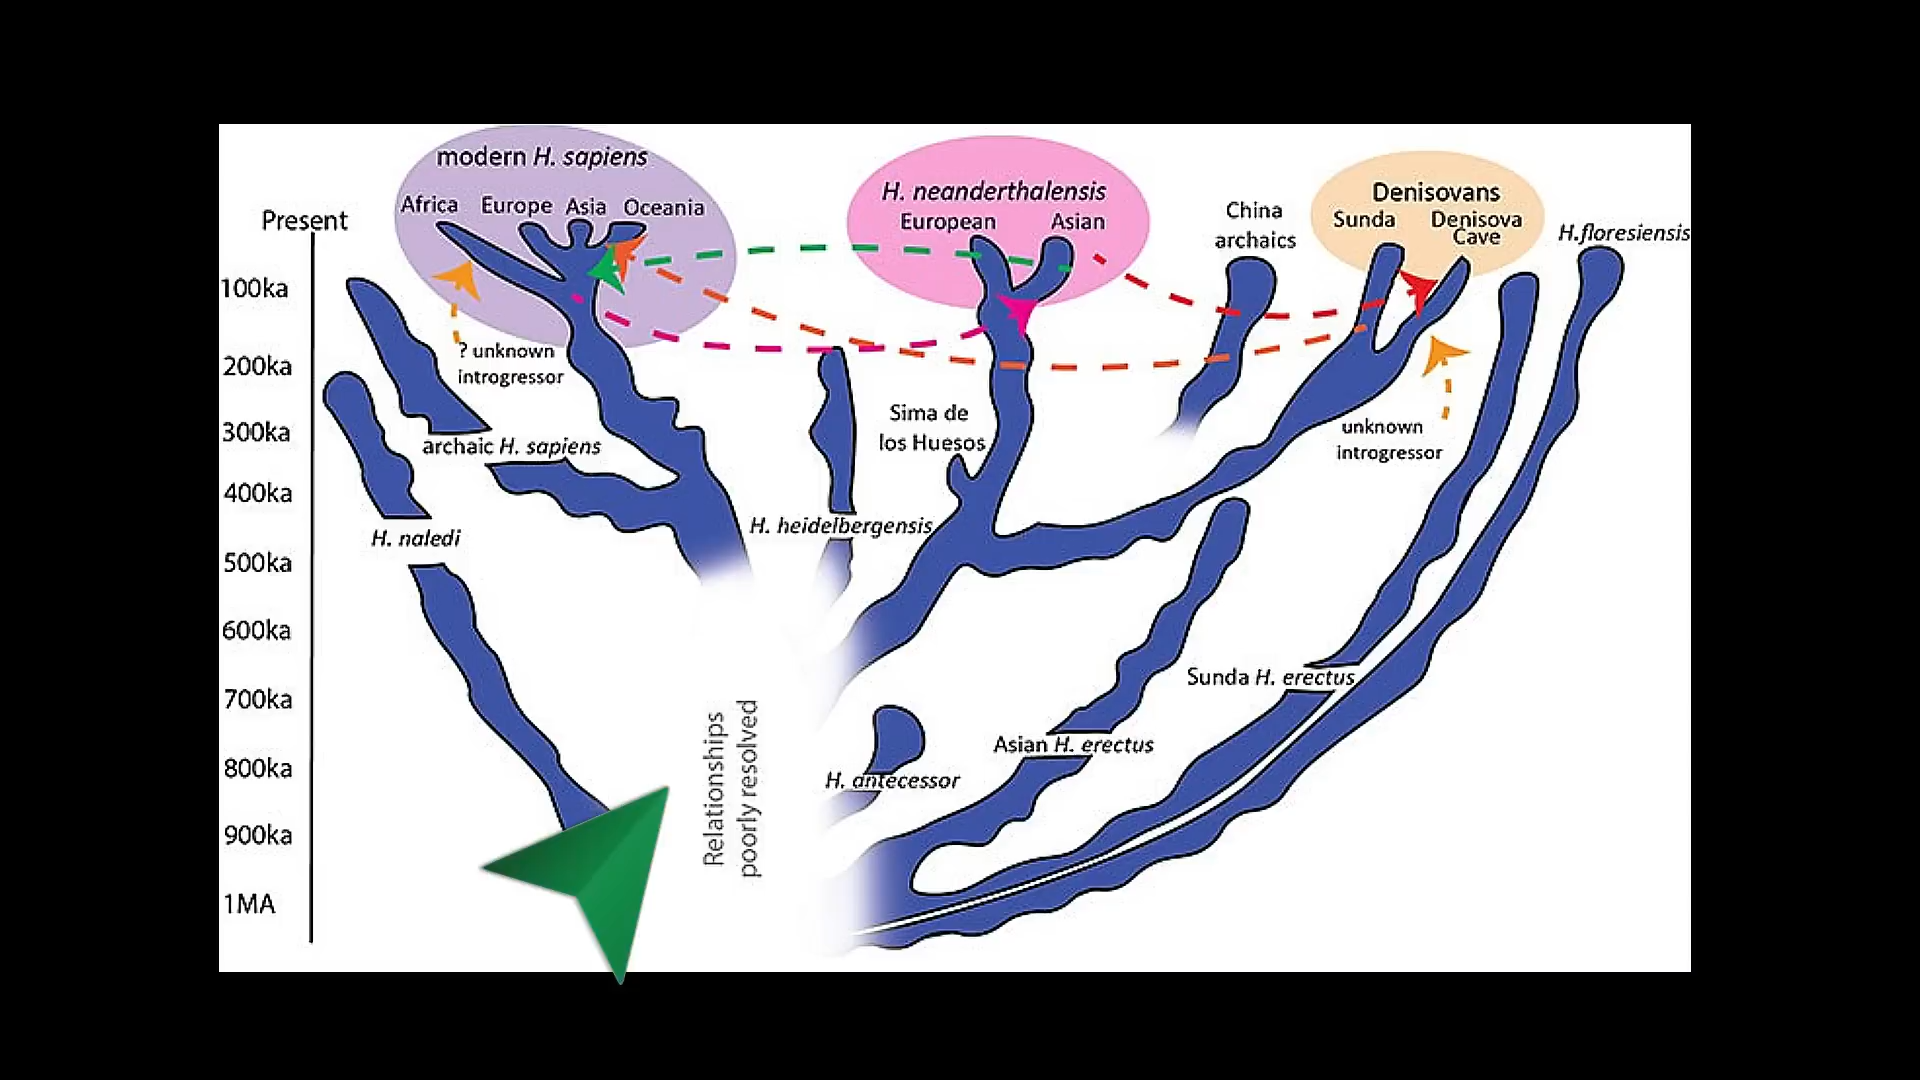 modern H. sapiens
Africa Europe Asia Oceania
H. neanderthalensis
European Asian
China
archaics
Denisovans
Sunda Denisova
Cave
H.floresiensis
Present
100ka
200ka
300ka
400ka
500ka
600ka
700ka
800ka
900ka
1MA
? unknown
introgressor
archaic H. sapiens
H. naledi
Sima de
los Huesos
H. heidelbergensis
unknown
introgressor
Sunda H. erectus
Asian H. erectus
H. antecessor
Relationships
poorly resolved